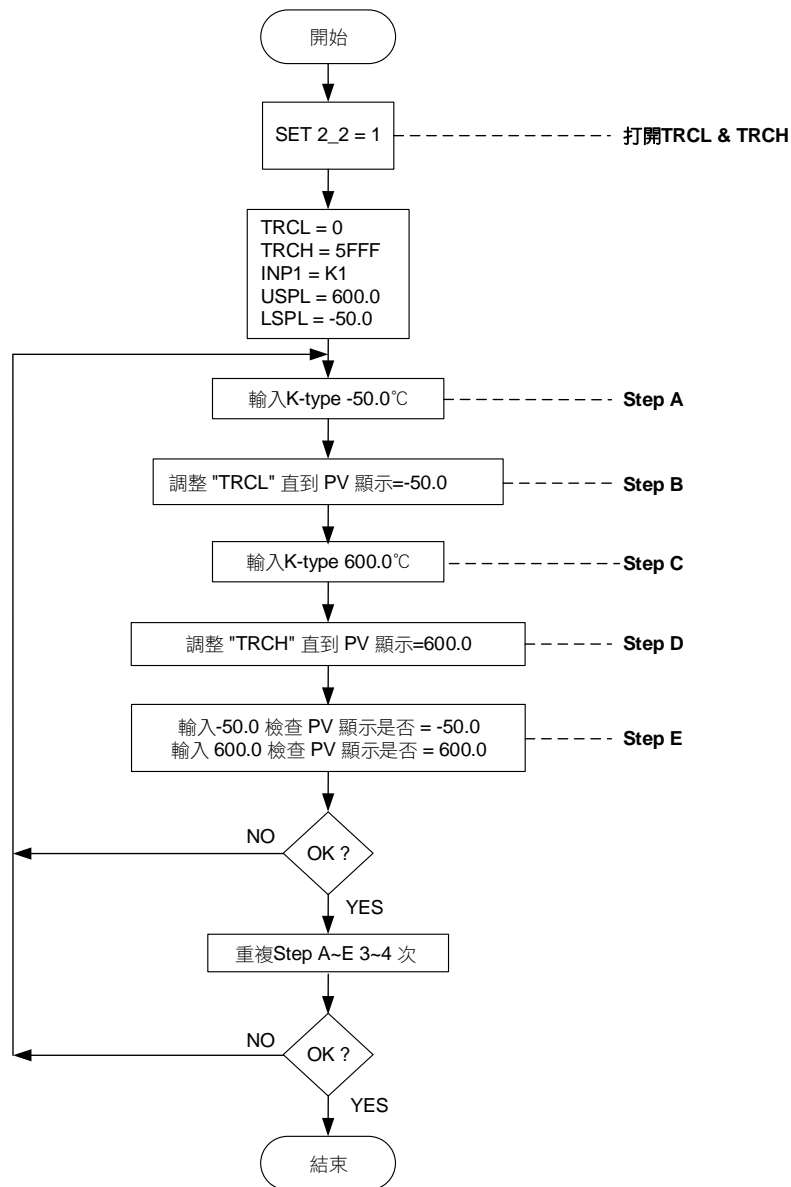 開始
SET 2_2 = 1
打開TRCL & TRCH
TRCL = 0
TRCH = 5FFF
INP1 = K1
USPL = 600.0
LSPL = -50.0
輸入K-type -50.0℃
Step A
調整 "TRCL" 直到 PV 顯示=-50.0
Step B
輸入K-type 600.0℃
Step C
調整 "TRCH" 直到 PV 顯示=600.0
Step D
輸入-50.0 檢查 PV 顯示是否 = -50.0
輸入 600.0 檢查 PV 顯示是否 = 600.0
Step E
NO
OK ?
YES
重複Step A~E 3~4 次
NO
OK ?
YES
結束